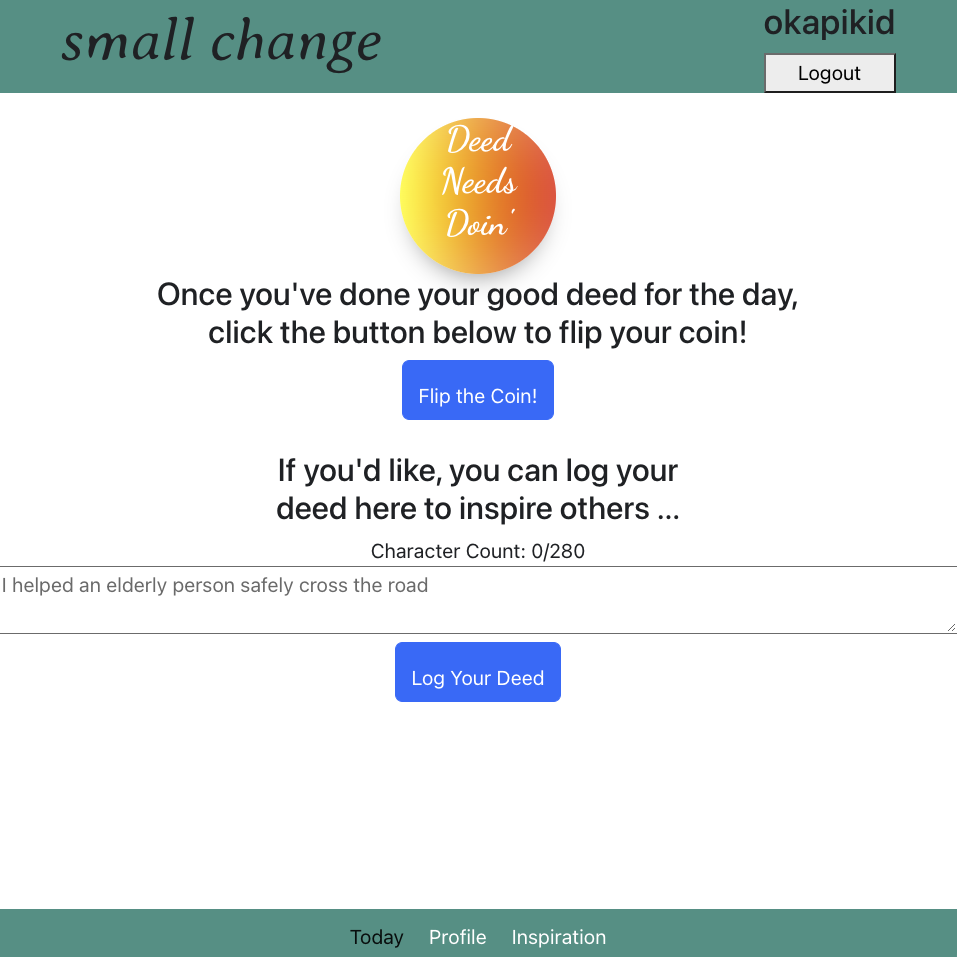 small change
okapikid
Logout
Deed
Needs
Doin'
Once you've done your good deed for the day,
click the button below to flip your coin!
Flip the Coin!
If you'd like, you can log your
deed here to inspire others ...
Character Count: 0/280
I helped an elderly person safely cross the road
Log Your Deed
Today Profile Inspiration